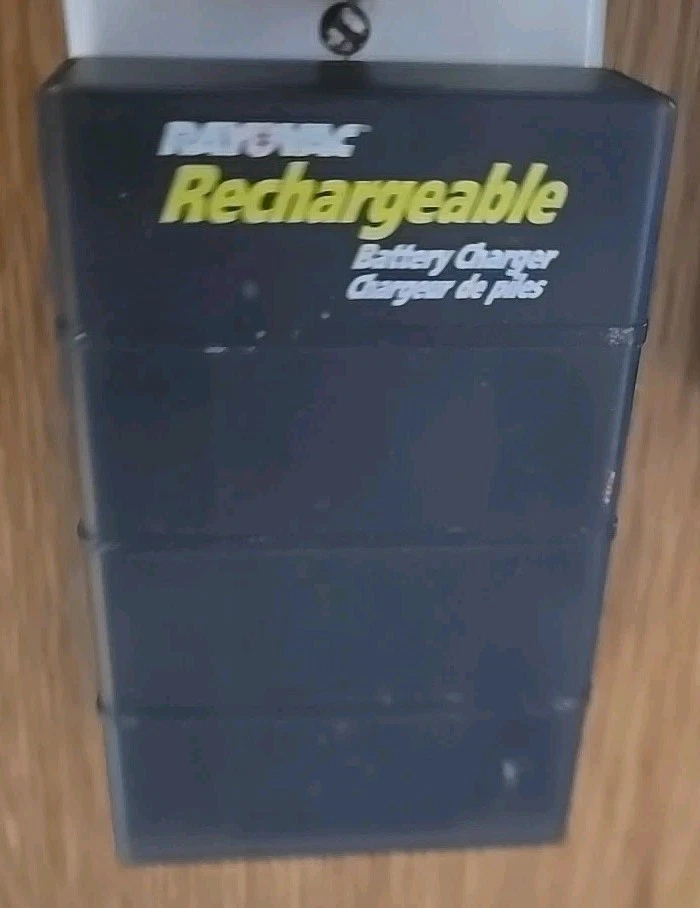 RAYOVAC
Rechargeable
Battery Charger
Chargeur de piles